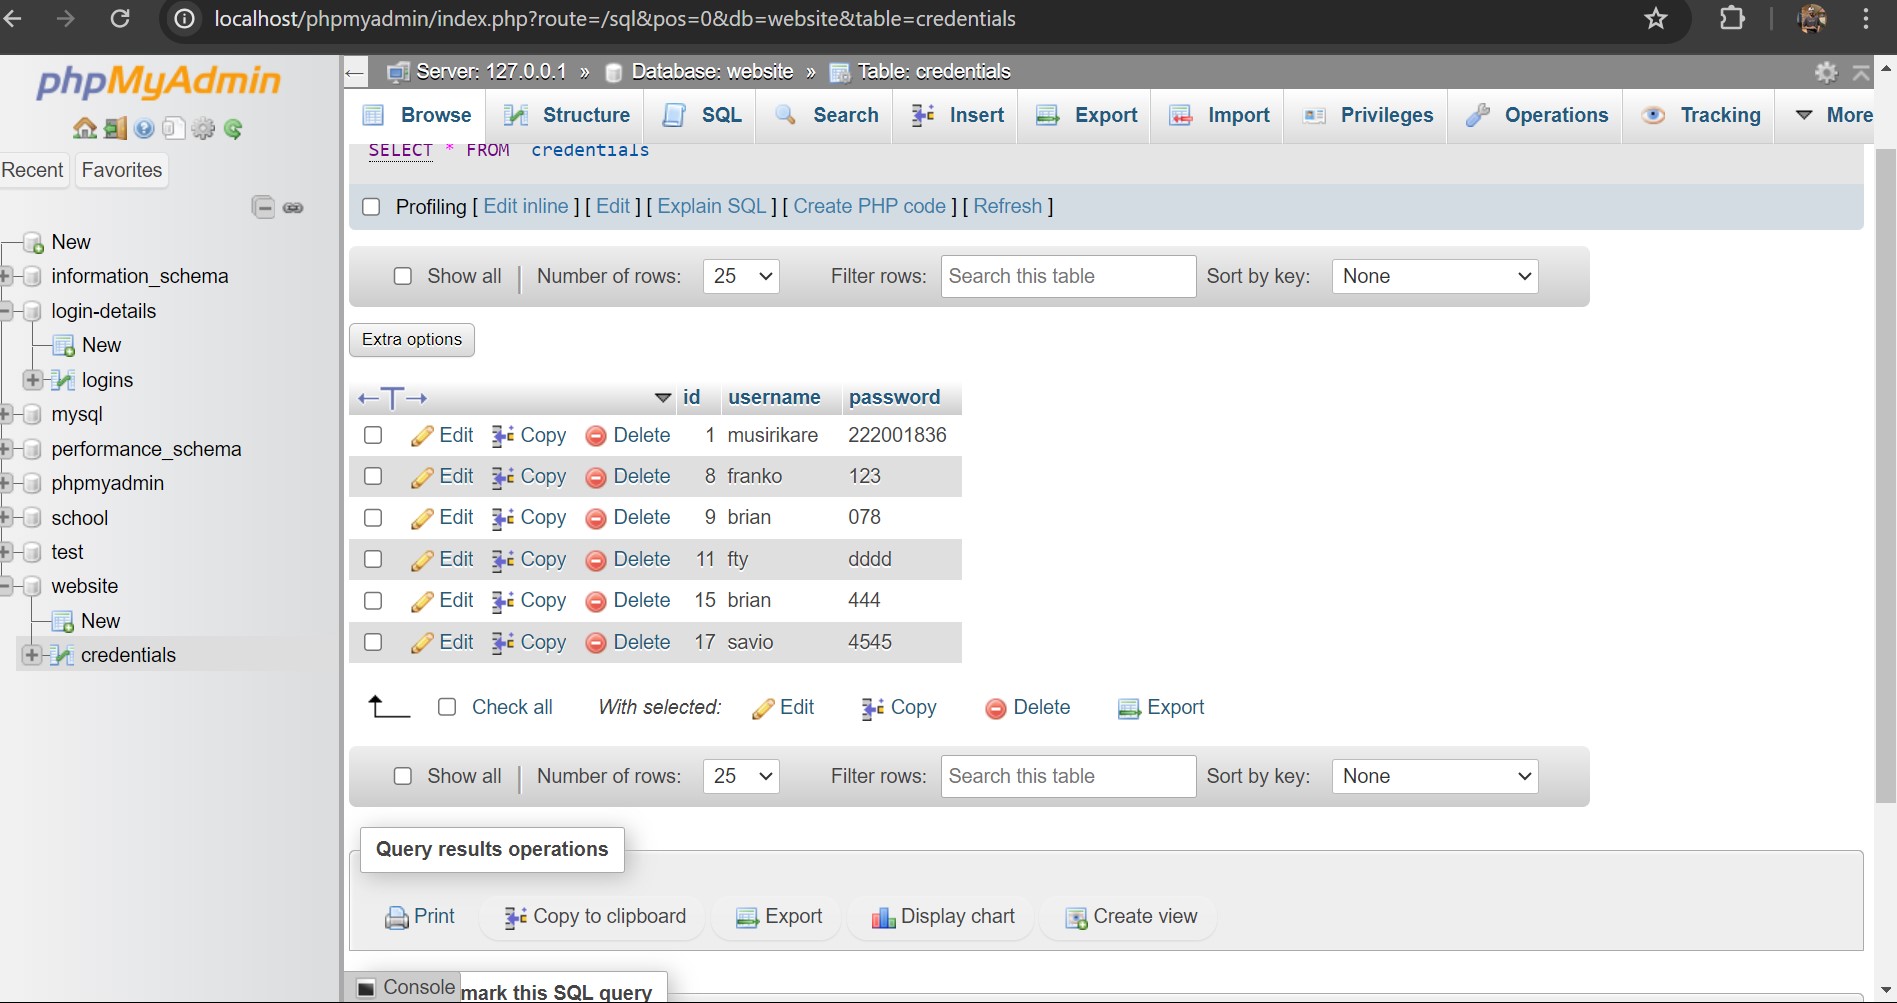 localhost/phpmyadmin/index.php?route=/sql&pos=0&db=website&table=credentials
phpMyAdmin
Recent Favorites
New
information_schema
login-details
New
logins
mysql
performance_schema
phpmyadmin
school
test
website
New
credentials
Server: 127.0.0.1 » Database: website » Table: credentials
Browse Structure SQL Search Insert Export Import Privileges Operations Tracking More
SELECT * FROM credentials
Profiling [ Edit inline ] [ Edit ] [ Explain SQL ] [ Create PHP code ] [ Refresh ]
Show all | Number of rows: 25 Filter rows: Search this table Sort by key: None
Extra options
←T→ id username password
Edit Copy Delete 1 musirikare 222001836
Edit Copy Delete 8 franko 123
Edit Copy Delete 9 brian 078
Edit Copy Delete 11 fty dddd
Edit Copy Delete 15 brian 444
Edit Copy Delete 17 savio 4545
Check all With selected: Edit Copy Delete Export
Show all | Number of rows: 25 Filter rows: Search this table Sort by key: None
Query results operations
Print Copy to clipboard Export Display chart Create view
Console mark this SQL query